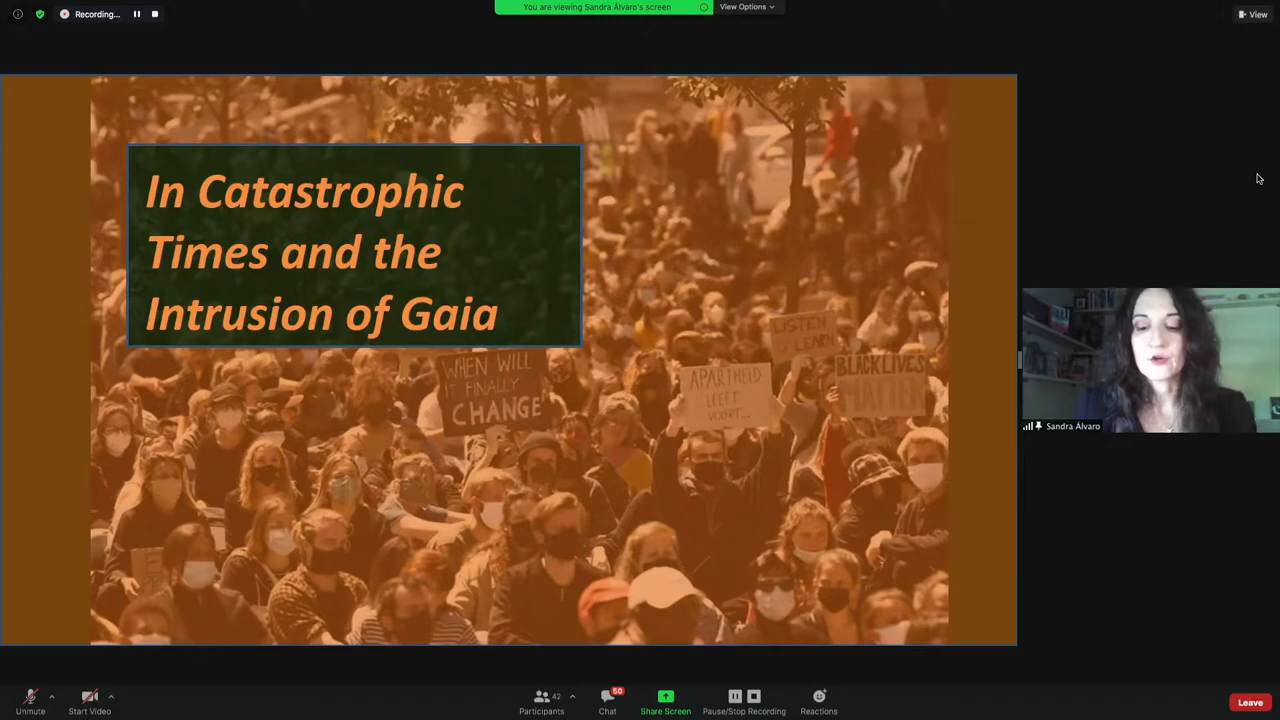 Recording...
You are viewing Sandra Álvaro's screen
View Options
View
In Catastrophic
Times and the
Intrusion of Gaia
WHEN WILL
IT FINALLY
CHANGE
APARTHEID
LEEFT
VOORT...
LISTEN
LEARN
BLACK LIVES
MATTER
Sandra Álvaro
Unmute
Start Video
42
Participants
50
Chat
Share Screen
Pause/Stop Recording
Reactions
Leave